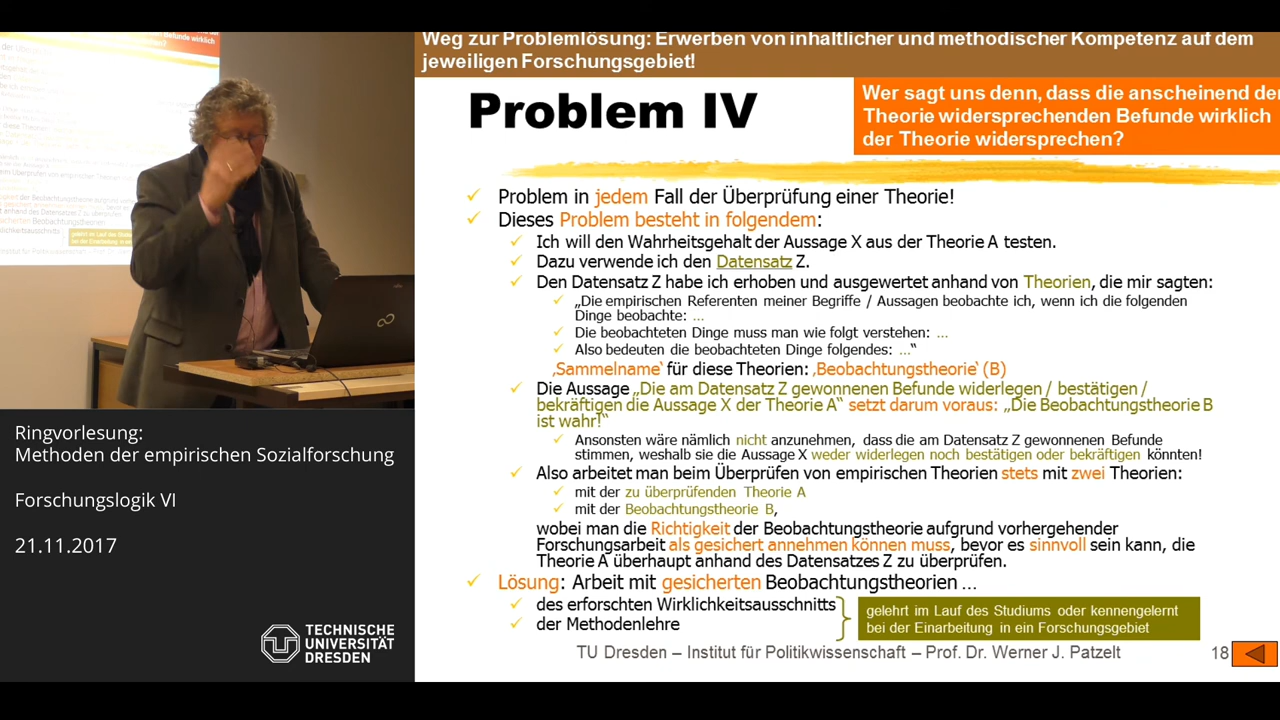 Weg zur Problemlösung: Erwerben von inhaltlicher und methodischer Kompetenz auf dem
jeweiligen Forschungsgebiet!
Problem IV
Wer sagt uns denn, dass die anscheinend der
Theorie widersprechenden Befunde wirklich
der Theorie widersprechen?
Problem in jedem Fall der Überprüfung einer Theorie!
Dieses Problem besteht in folgendem:
Ich will den Wahrheitsgehalt der Aussage X aus der Theorie A testen.
Dazu verwende ich den Datensatz Z.
Den Datensatz Z habe ich erhoben und ausgewertet anhand von Theorien, die mir sagten:
„Die empirischen Referenten meiner Begriffe / Aussagen beobachte ich, wenn ich die folgenden
Dinge beobachte: ...
Die beobachteten Dinge muss man wie folgt verstehen: ...
Also bedeuten die beobachteten Dinge folgendes: ...“
‚Sammelname‘ für diese Theorien: ‚Beobachtungstheorie‘ (B)
Die Aussage „Die am Datensatz Z gewonnenen Befunde widerlegen / bestätigen /
bekräftigen die Aussage X der Theorie A“ setzt darum voraus: „Die Beobachtungstheorie B
ist wahr!“
Ansonsten wäre nämlich nicht anzunehmen, dass die am Datensatz Z gewonnenen Befunde
stimmen, weshalb sie die Aussage X weder widerlegen noch bestätigen oder bekräftigen könnten!
Also arbeitet man beim Überprüfen von empirischen Theorien stets mit zwei Theorien:
mit der zu überprüfenden Theorie A
mit der Beobachtungstheorie B,
wobei man die Richtigkeit der Beobachtungstheorie aufgrund vorhergehender
Forschungsarbeit als gesichert annehmen können muss, bevor es sinnvoll sein kann, die
Theorie A überhaupt anhand des Datensatzes Z zu überprüfen.
Lösung: Arbeit mit gesicherten Beobachtungstheorien ...
des erforschten Wirklichkeitsausschnitts
der Methodenlehre
gelehrt im Lauf des Studiums oder kennengelernt
bei der Einarbeitung in ein Forschungsgebiet
TU Dresden – Institut für Politikwissenschaft – Prof. Dr. Werner J. Patzelt
18
Ringvorlesung:
Methoden der empirischen Sozialforschung
Forschungslogik VI
21.11.2017
TECHNISCHE
UNIVERSITÄT
DRESDEN